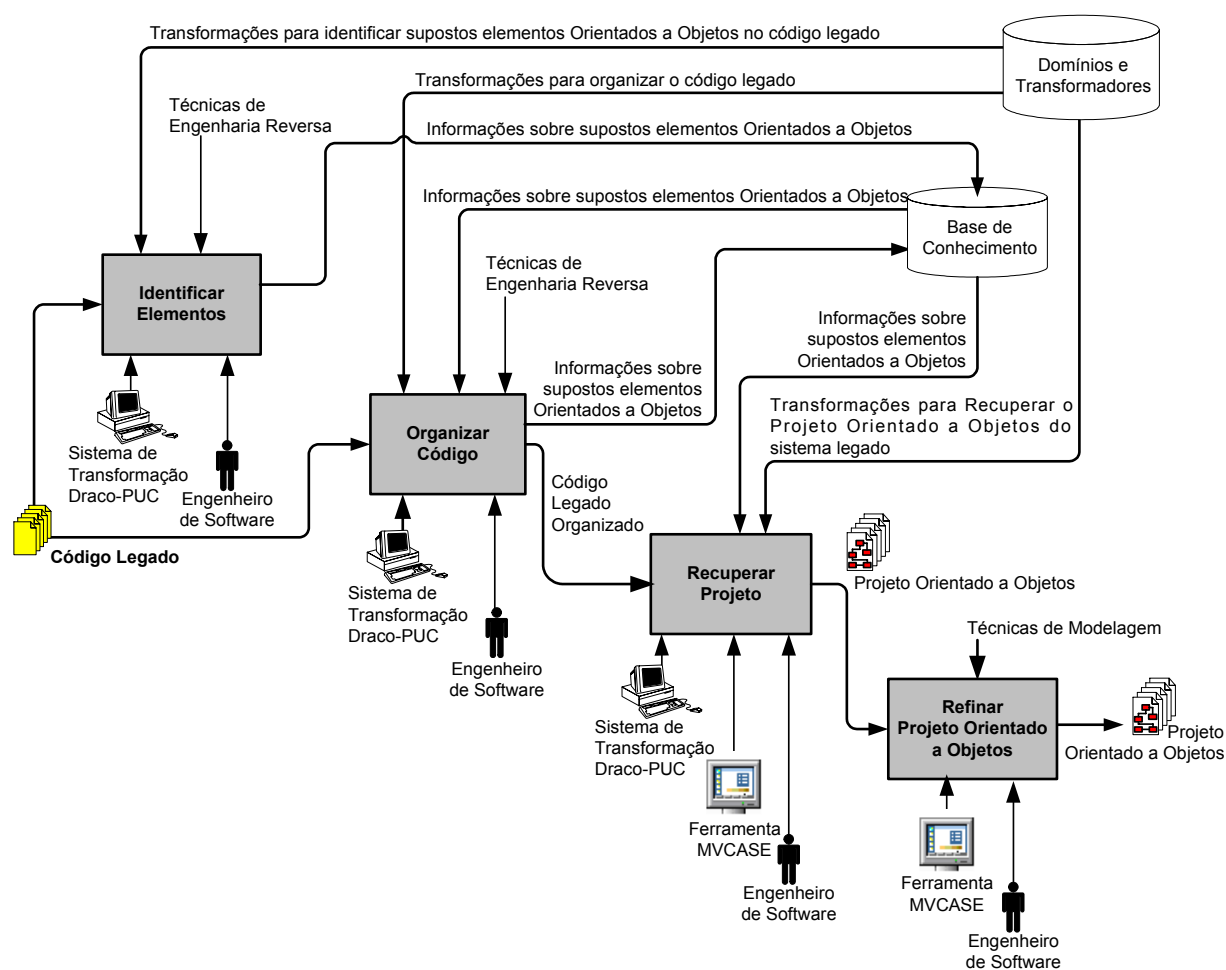 Transformações para identificar supostos elementos Orientados a Objetos no código legado
Domínios e
Transformadores
Transformações para organizar o código legado
Técnicas de
Engenharia Reversa
Informações sobre supostos elementos Orientados a Objetos
Informações sobre supostos elementos Orientados a Objetos
Base de
Conhecimento
Identificar
Elementos
Técnicas de
Engenharia Reversa
Informações sobre
supostos elementos
Orientados a Objetos
Informações sobre
supostos elementos
Orientados a Objetos
Transformações para Recuperar o
Projeto Orientado a Objetos do
sistema legado
Organizar
Código
Sistema de
Transformação
Draco-PUC
Engenheiro
de Software
Código Legado
Código
Legado
Organizado
Recuperar
Projeto
Projeto Orientado a Objetos
Sistema de
Transformação
Draco-PUC
Engenheiro
de Software
Técnicas de Modelagem
Refinar
Projeto Orientado
a Objetos
Projeto
Orientado a Objetos
Sistema de
Transformação
Draco-PUC
Ferramenta
MVCASE
Engenheiro
de Software
Ferramenta
MVCASE
Engenheiro
de Software